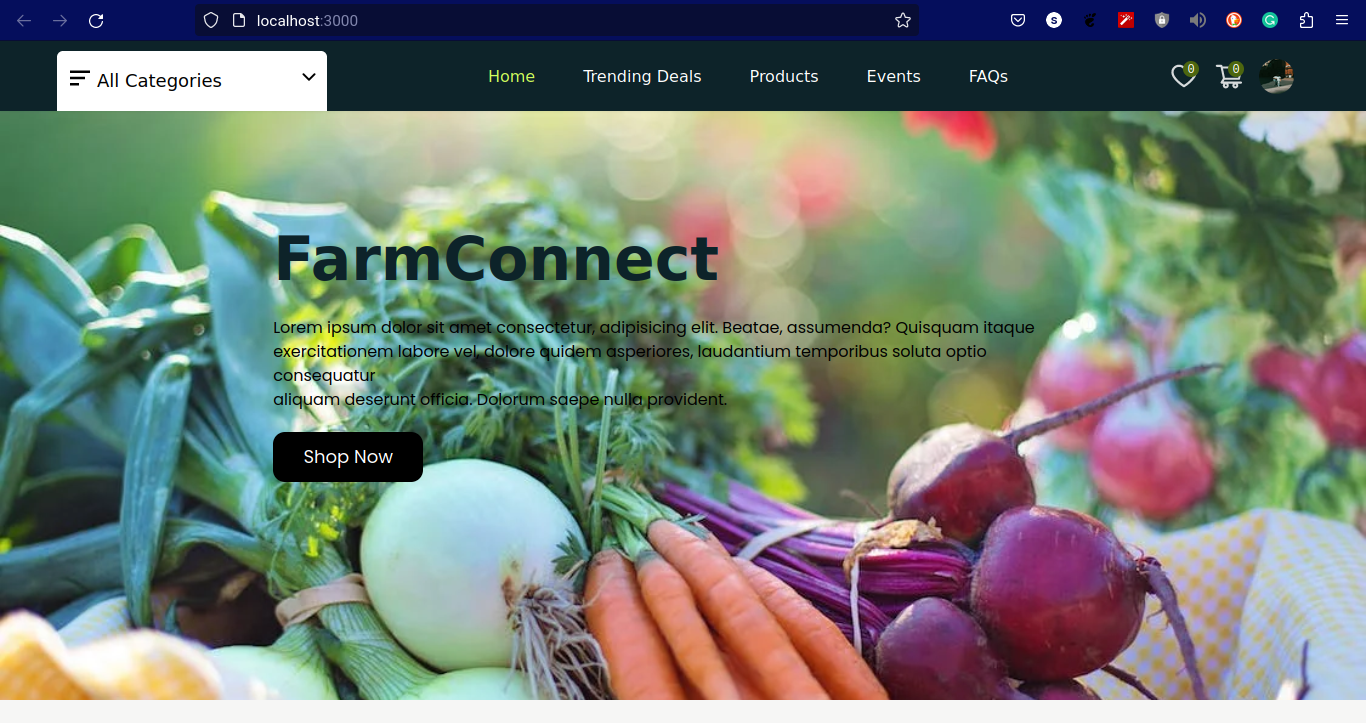 localhost:3000
All Categories
Home Trending Deals Products Events FAQs
0 0
FarmConnect
Lorem ipsum dolor sit amet consectetur, adipisicing elit. Beatae, assumenda? Quisquam itaque
exercitationem labore vel, dolore quidem asperiores, laudantium temporibus soluta optio
consequatur
aliquam deserunt officia. Dolorum saepe nulla provident.
Shop Now